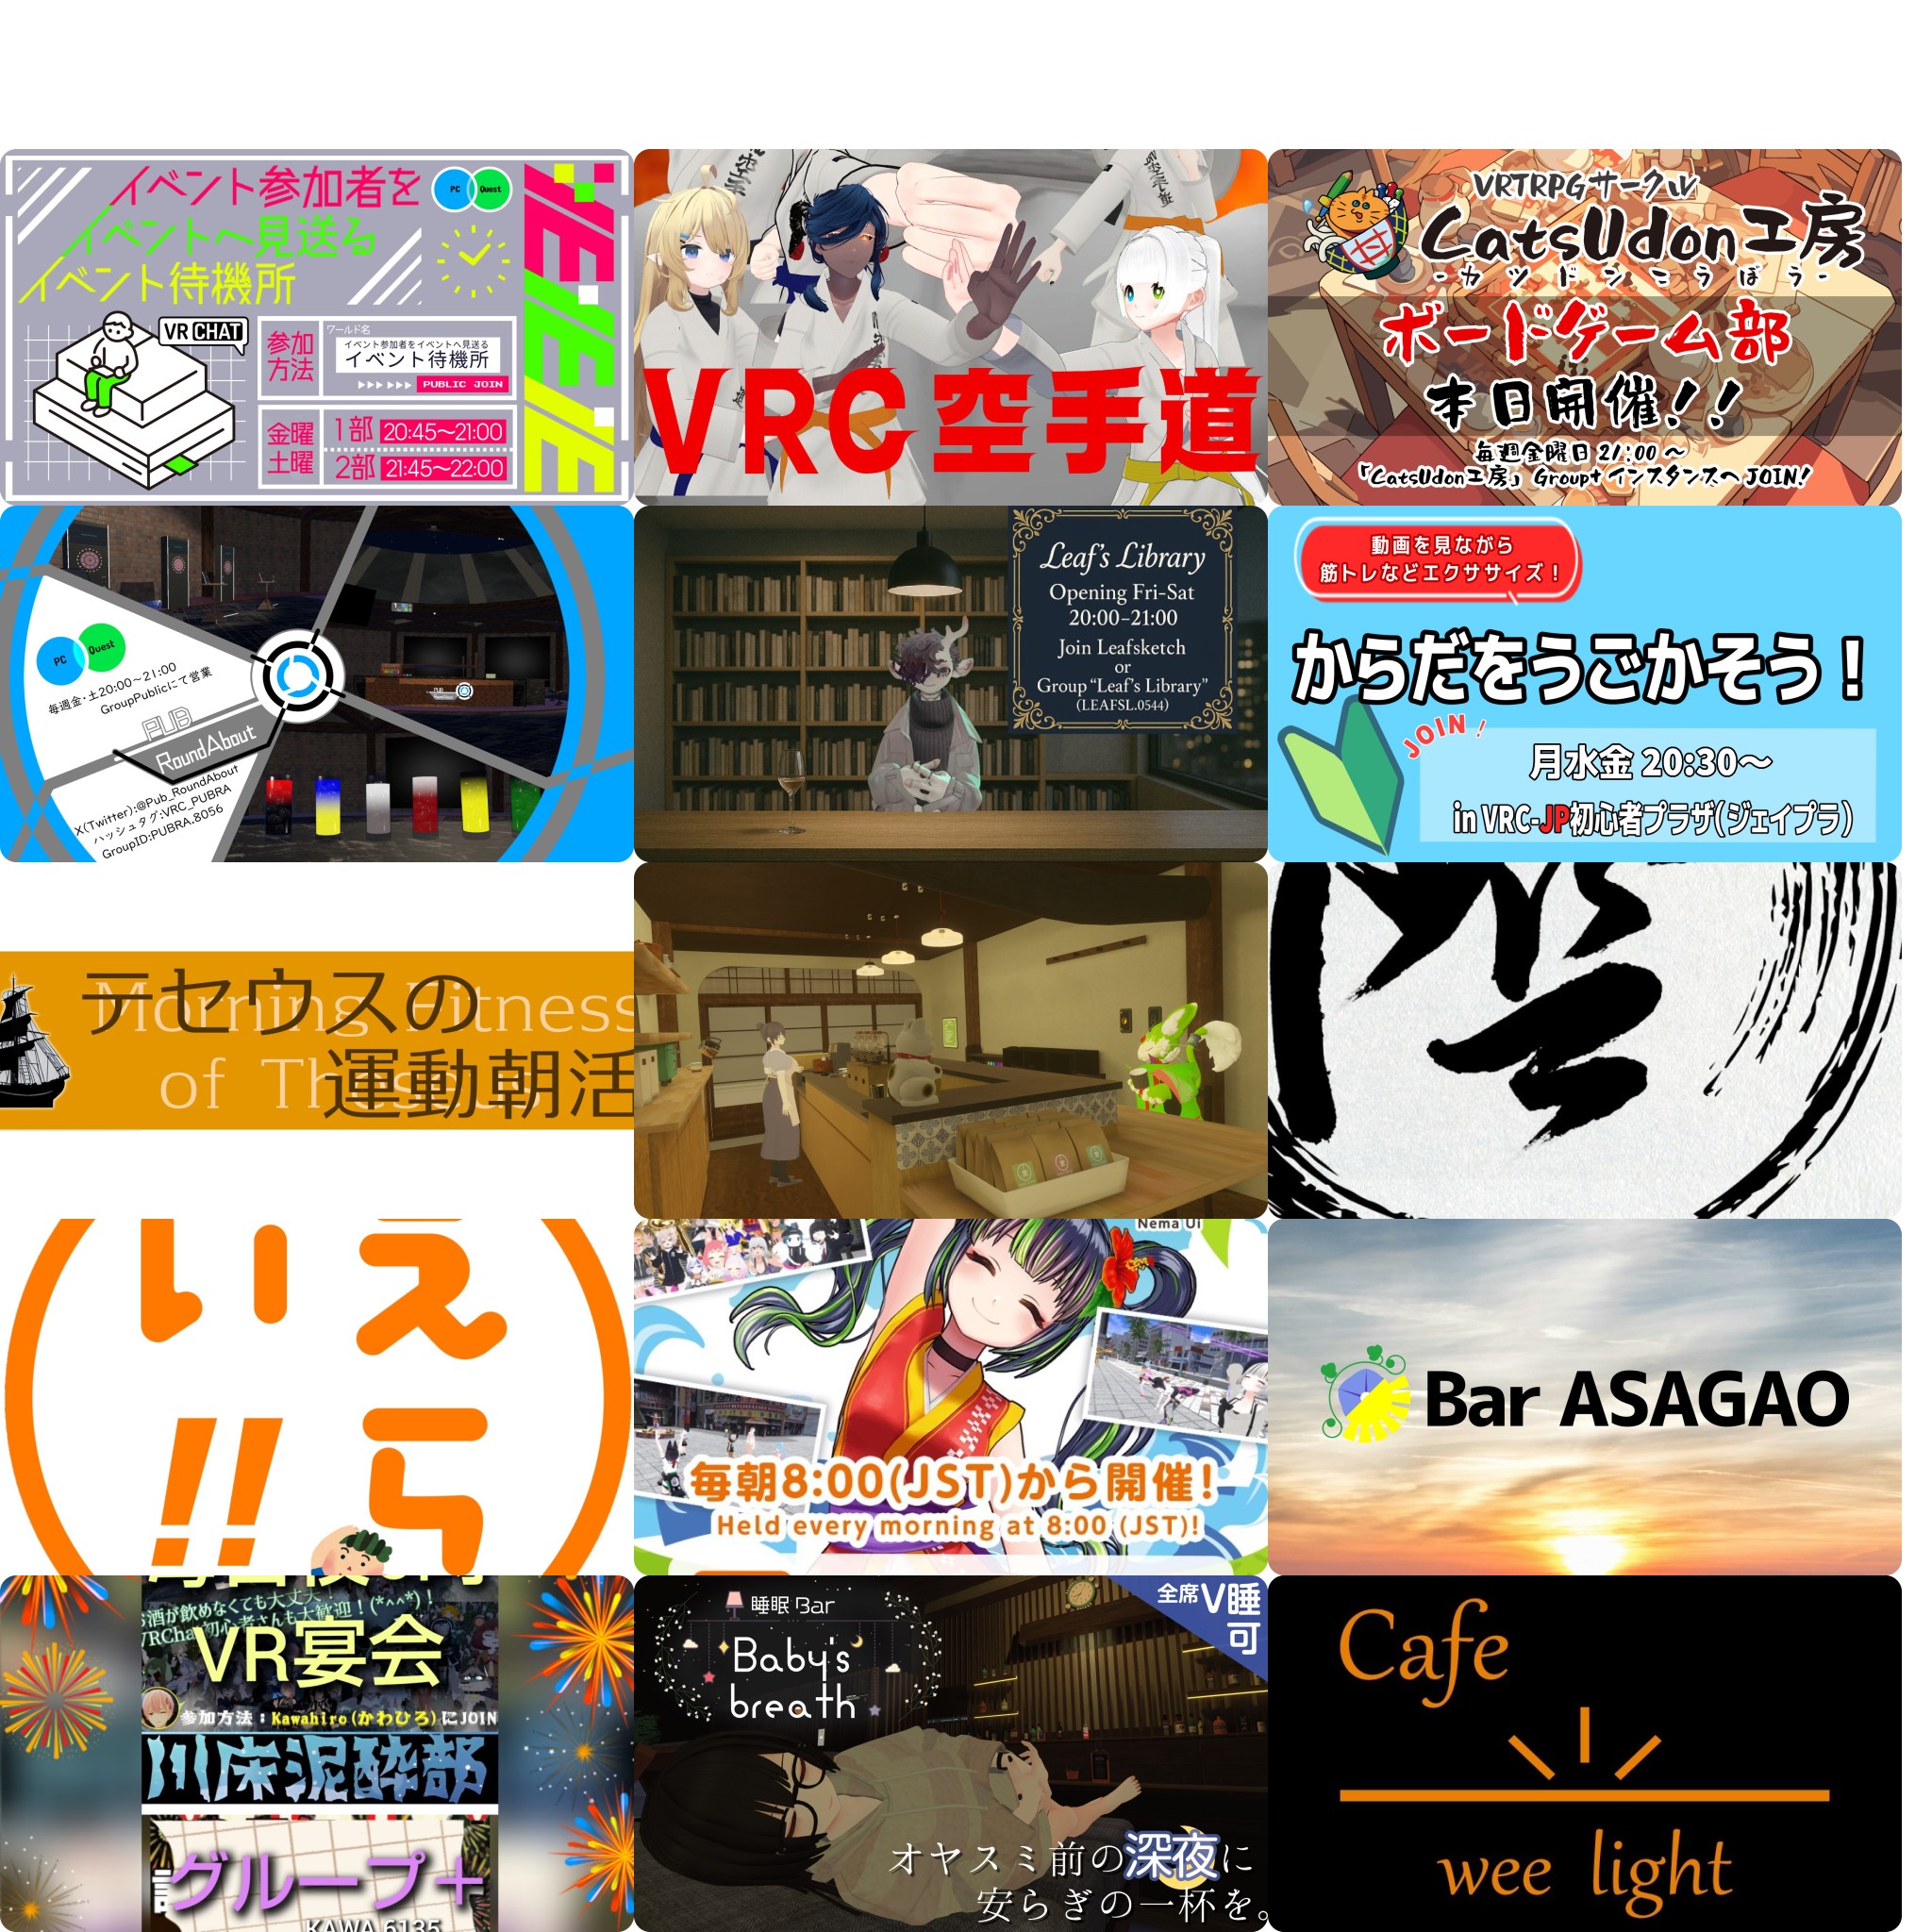 イベント参加者を
イベントへ見送る
イベント待機所
PC Quest
VRCHAT
参加方法
ワールド名
イベント参加者をイベントへ見送る
イベント待機所
PUBLIC JOIN
金曜
土曜
1部 20:45〜21:00
2部 21:45〜22:00
VRC空手道
VRTRPGサークル
CatsUdon工房
-カツドンこうぼう-
ボードゲーム部
本日開催!!
毎週金曜日 21:00 〜
「CatsUdon工房」 Group+インスタンスへ JOIN!
PC Quest
毎週金・土20:00〜21:00
GroupPublicにて営業
PUB
RoundAbout
X(Twitter):@Pub_RoundAbout
ハッシュタグ:VRC_PUBRA
GroupID:PUBRA.8056
Leaf's Library
Opening Fri-Sat
20:00-21:00
Join Leafsketch
or
Group “Leaf's Library”
(LEAFSL.0544)
動画を見ながら
筋トレなどエクササイズ！
からだをうごかそう！
JOIN！
月水金 20:30〜
in VRC-JP初心者プラザ(ジェイプラ)
テセウスの
運動朝活
Morning Fitness
of Theseus
いえ
!!ら
Nema Ui
毎朝8:00(JST)から開催!
Held every morning at 8:00 (JST)!
Bar ASAGAO
お酒が飲めなくても大丈夫！
VRChat初心者さんも大歓迎！(*^^*)
VR宴会
参加方法：Kawahiro(かわひろ)にJOIN
川床泥酔部
グループ+
KAWA.6135
睡眠 Bar
Baby's
breath
全席V睡可
オヤスミ前の深夜に
安らぎの一杯を。
Cafe
wee light